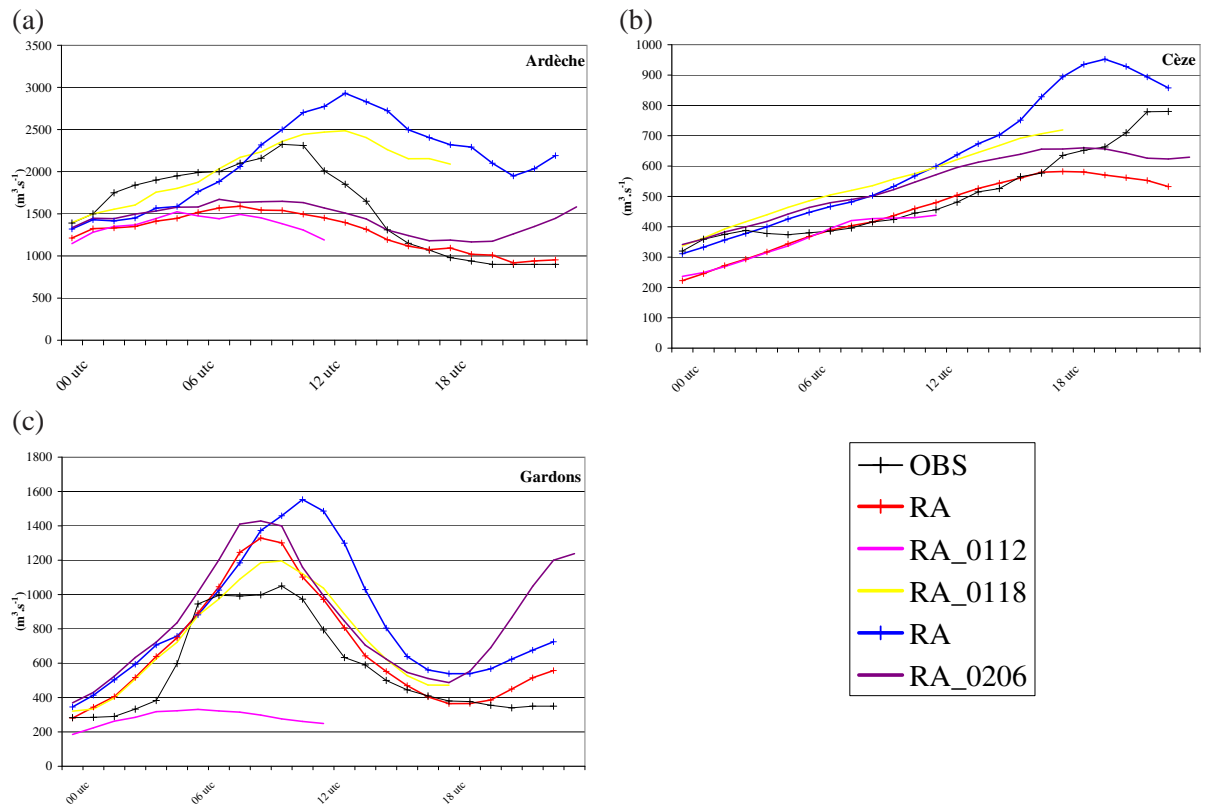 (a)
Ardèche
3500
3000
2500
2000
1500
1000
500
0
(m³.s⁻¹)
00 utc
06 utc
12 utc
18 utc
(b)
Cèze
1000
900
800
700
600
500
400
300
200
100
0
(m³.s⁻¹)
00 utc
06 utc
12 utc
18 utc
(c)
Gardons
1800
1600
1400
1200
1000
800
600
400
200
0
(m³.s⁻¹)
00 utc
06 utc
12 utc
18 utc
OBS
RA
RA_0112
RA_0118
RA
RA_0206